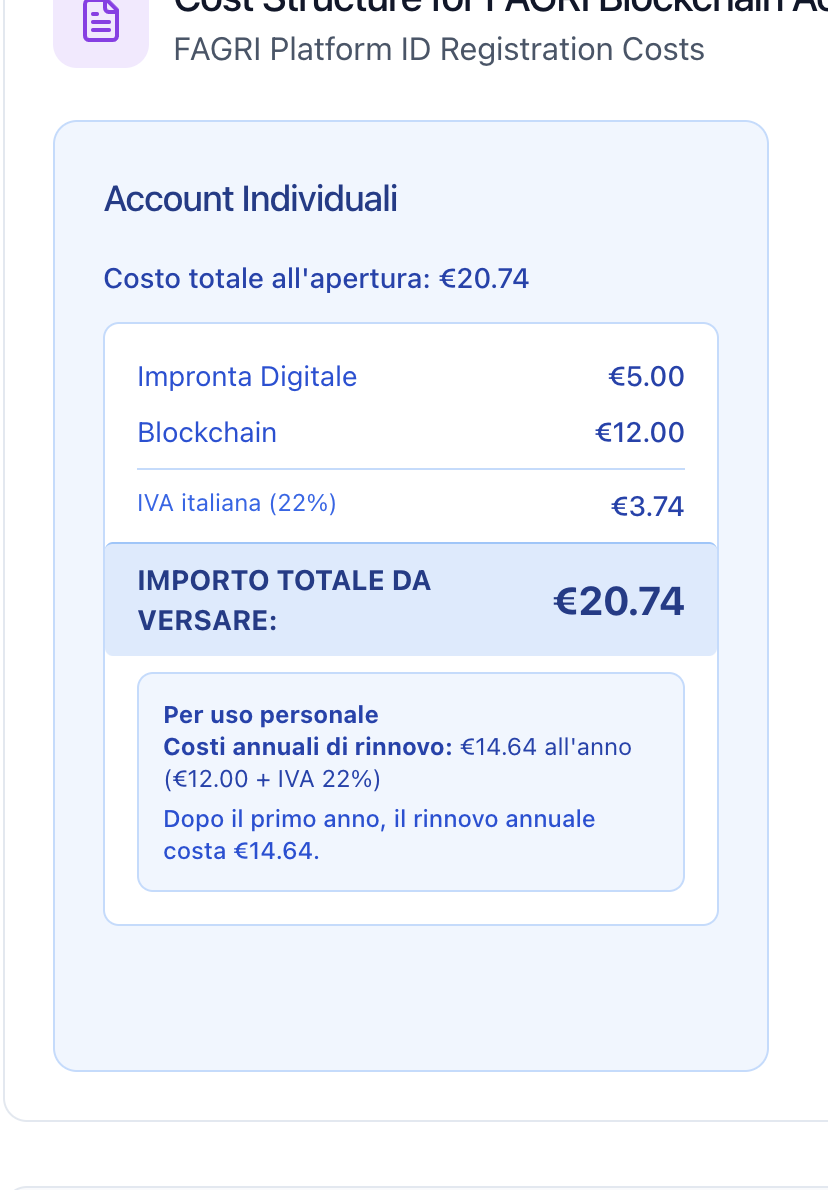 Cost Structure for FAGRI Blockchain Ac
FAGRI Platform ID Registration Costs
Account Individuali
Costo totale all'apertura: €20.74
Impronta Digitale €5.00
Blockchain €12.00
IVA italiana (22%) €3.74
IMPORTO TOTALE DA
VERSARE: €20.74
Per uso personale
Costi annuali di rinnovo: €14.64 all'anno
(€12.00 + IVA 22%)
Dopo il primo anno, il rinnovo annuale
costa €14.64.